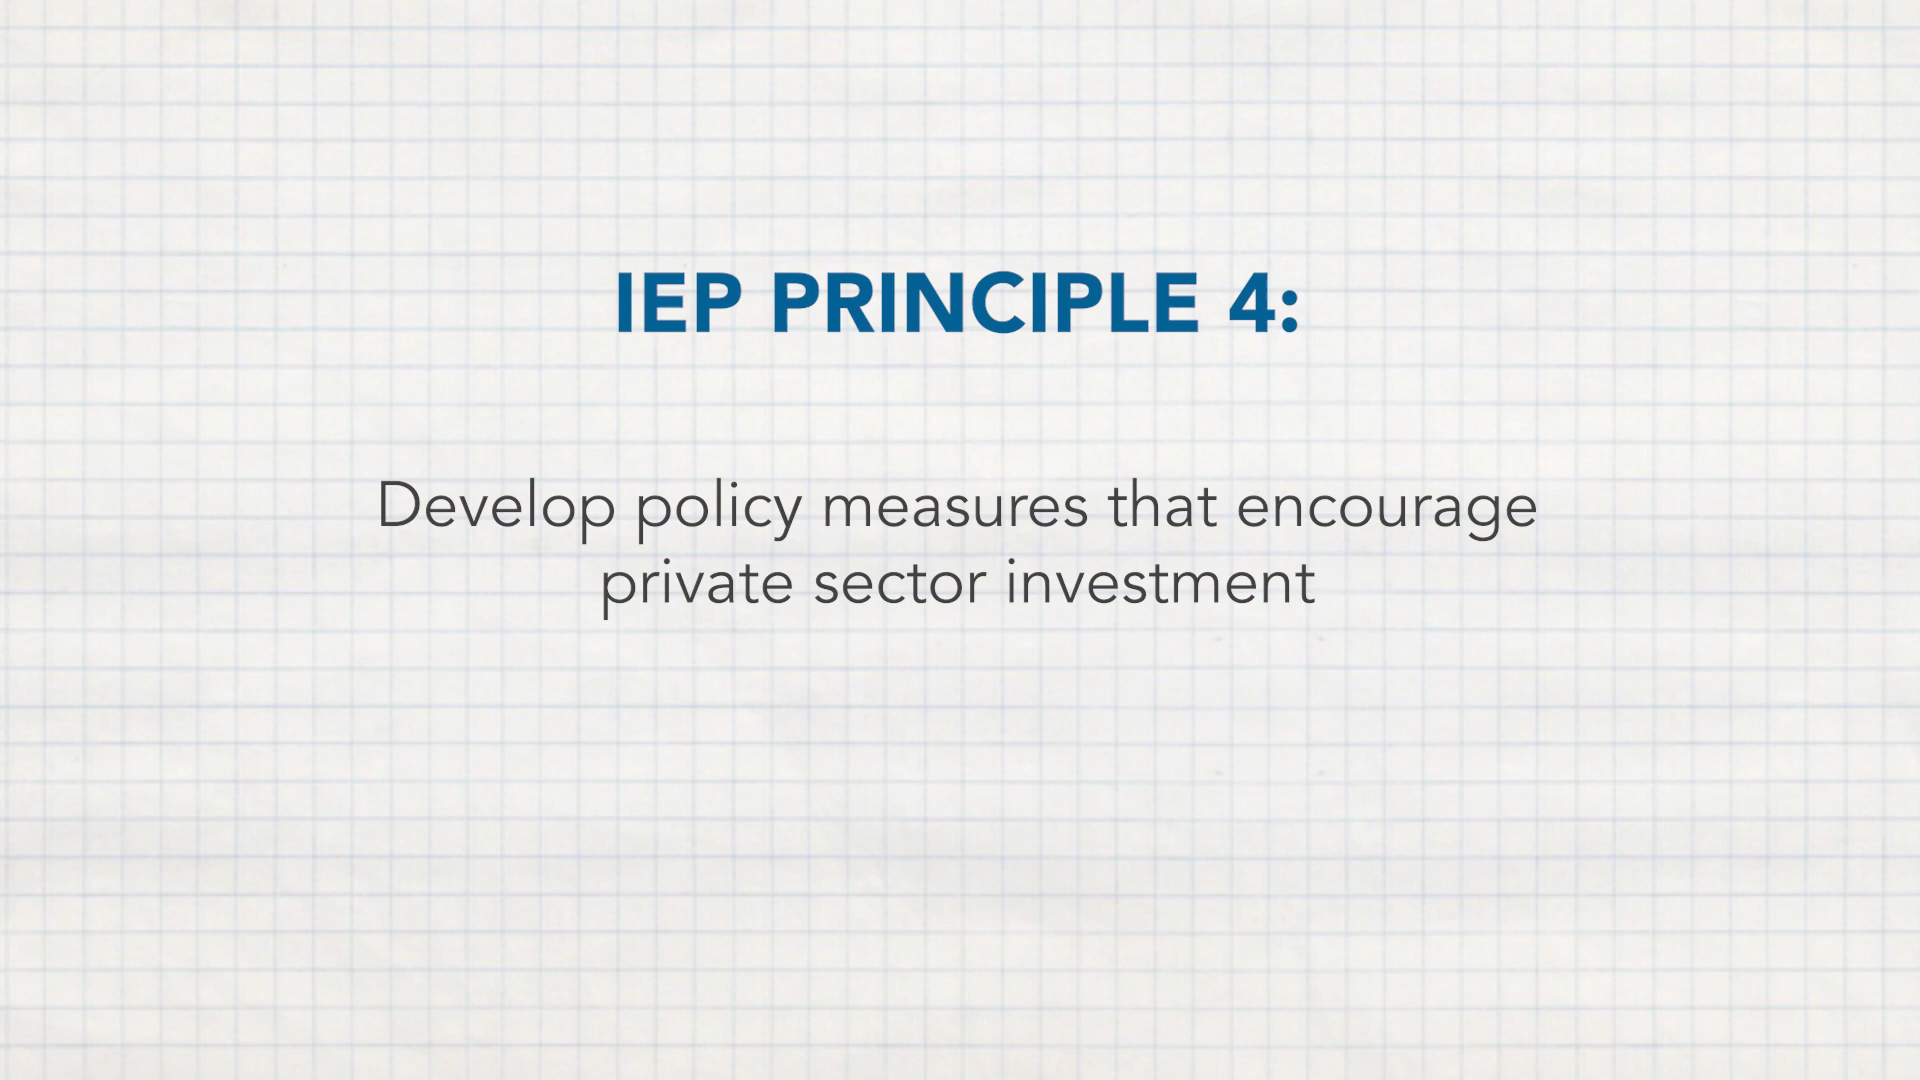 IEP PRINCIPLE 4:
Develop policy measures that encourage
private sector investment